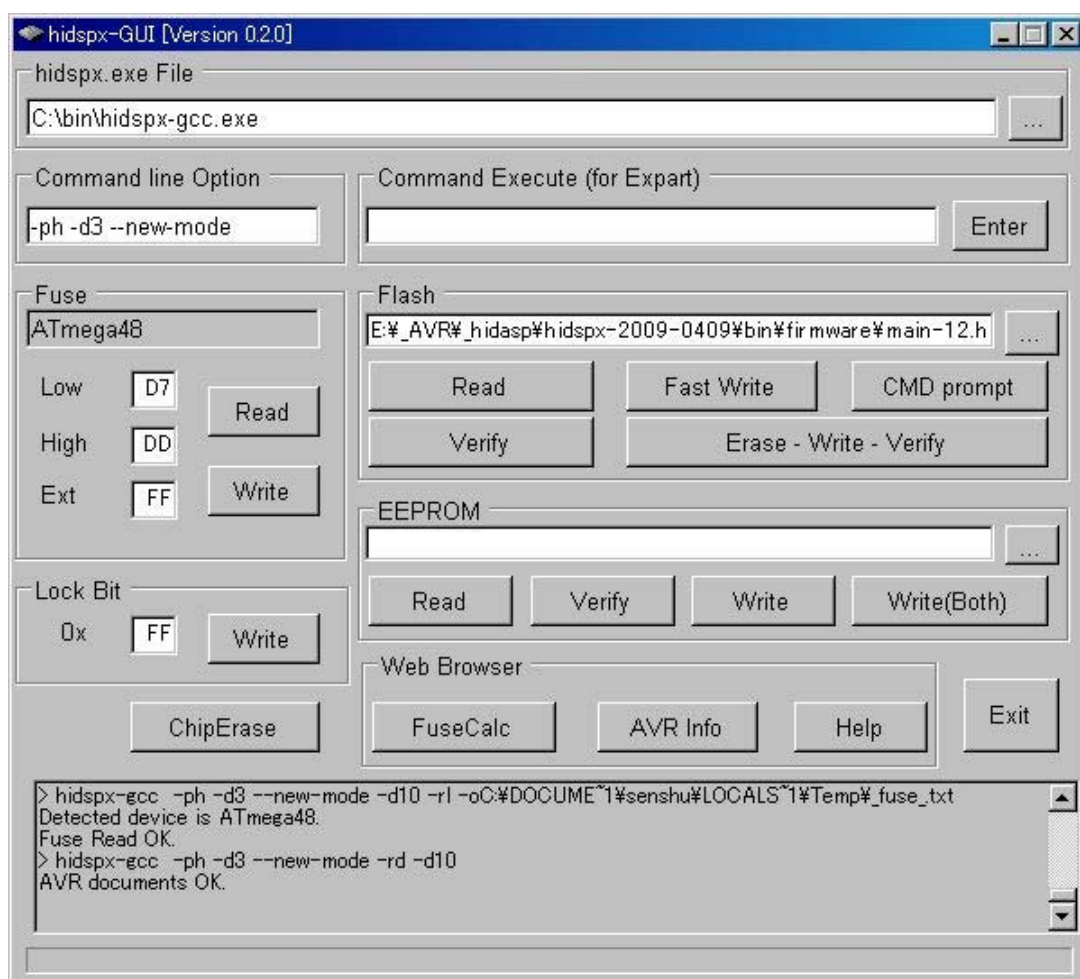 hidspx-GUI [Version 0.2.0]
hidspx.exe File
C:\bin\hidspx-gcc.exe
...
Command line Option
-ph -d3 --new-mode
Command Execute (for Expart)
Enter
Fuse
ATmega48
Low D7
High DD
Ext FF
Read
Write
Flash
E:¥_AVR¥_hidasp¥hidspx-2009-0409¥bin¥firmware¥main-12.h
...
Read
Fast Write
CMD prompt
Verify
Erase - Write - Verify
EEPROM
...
Read
Verify
Write
Write(Both)
Lock Bit
0x FF
Write
ChipErase
Web Browser
FuseCalc
AVR Info
Help
Exit
> hidspx-gcc -ph -d3 --new-mode -d10 -rl -oC:¥DOCUME~1¥senshu¥LOCALS~1¥Temp¥_fuse_.txt
Detected device is ATmega48.
Fuse Read OK.
> hidspx-gcc -ph -d3 --new-mode -rd -d10
AVR documents OK.